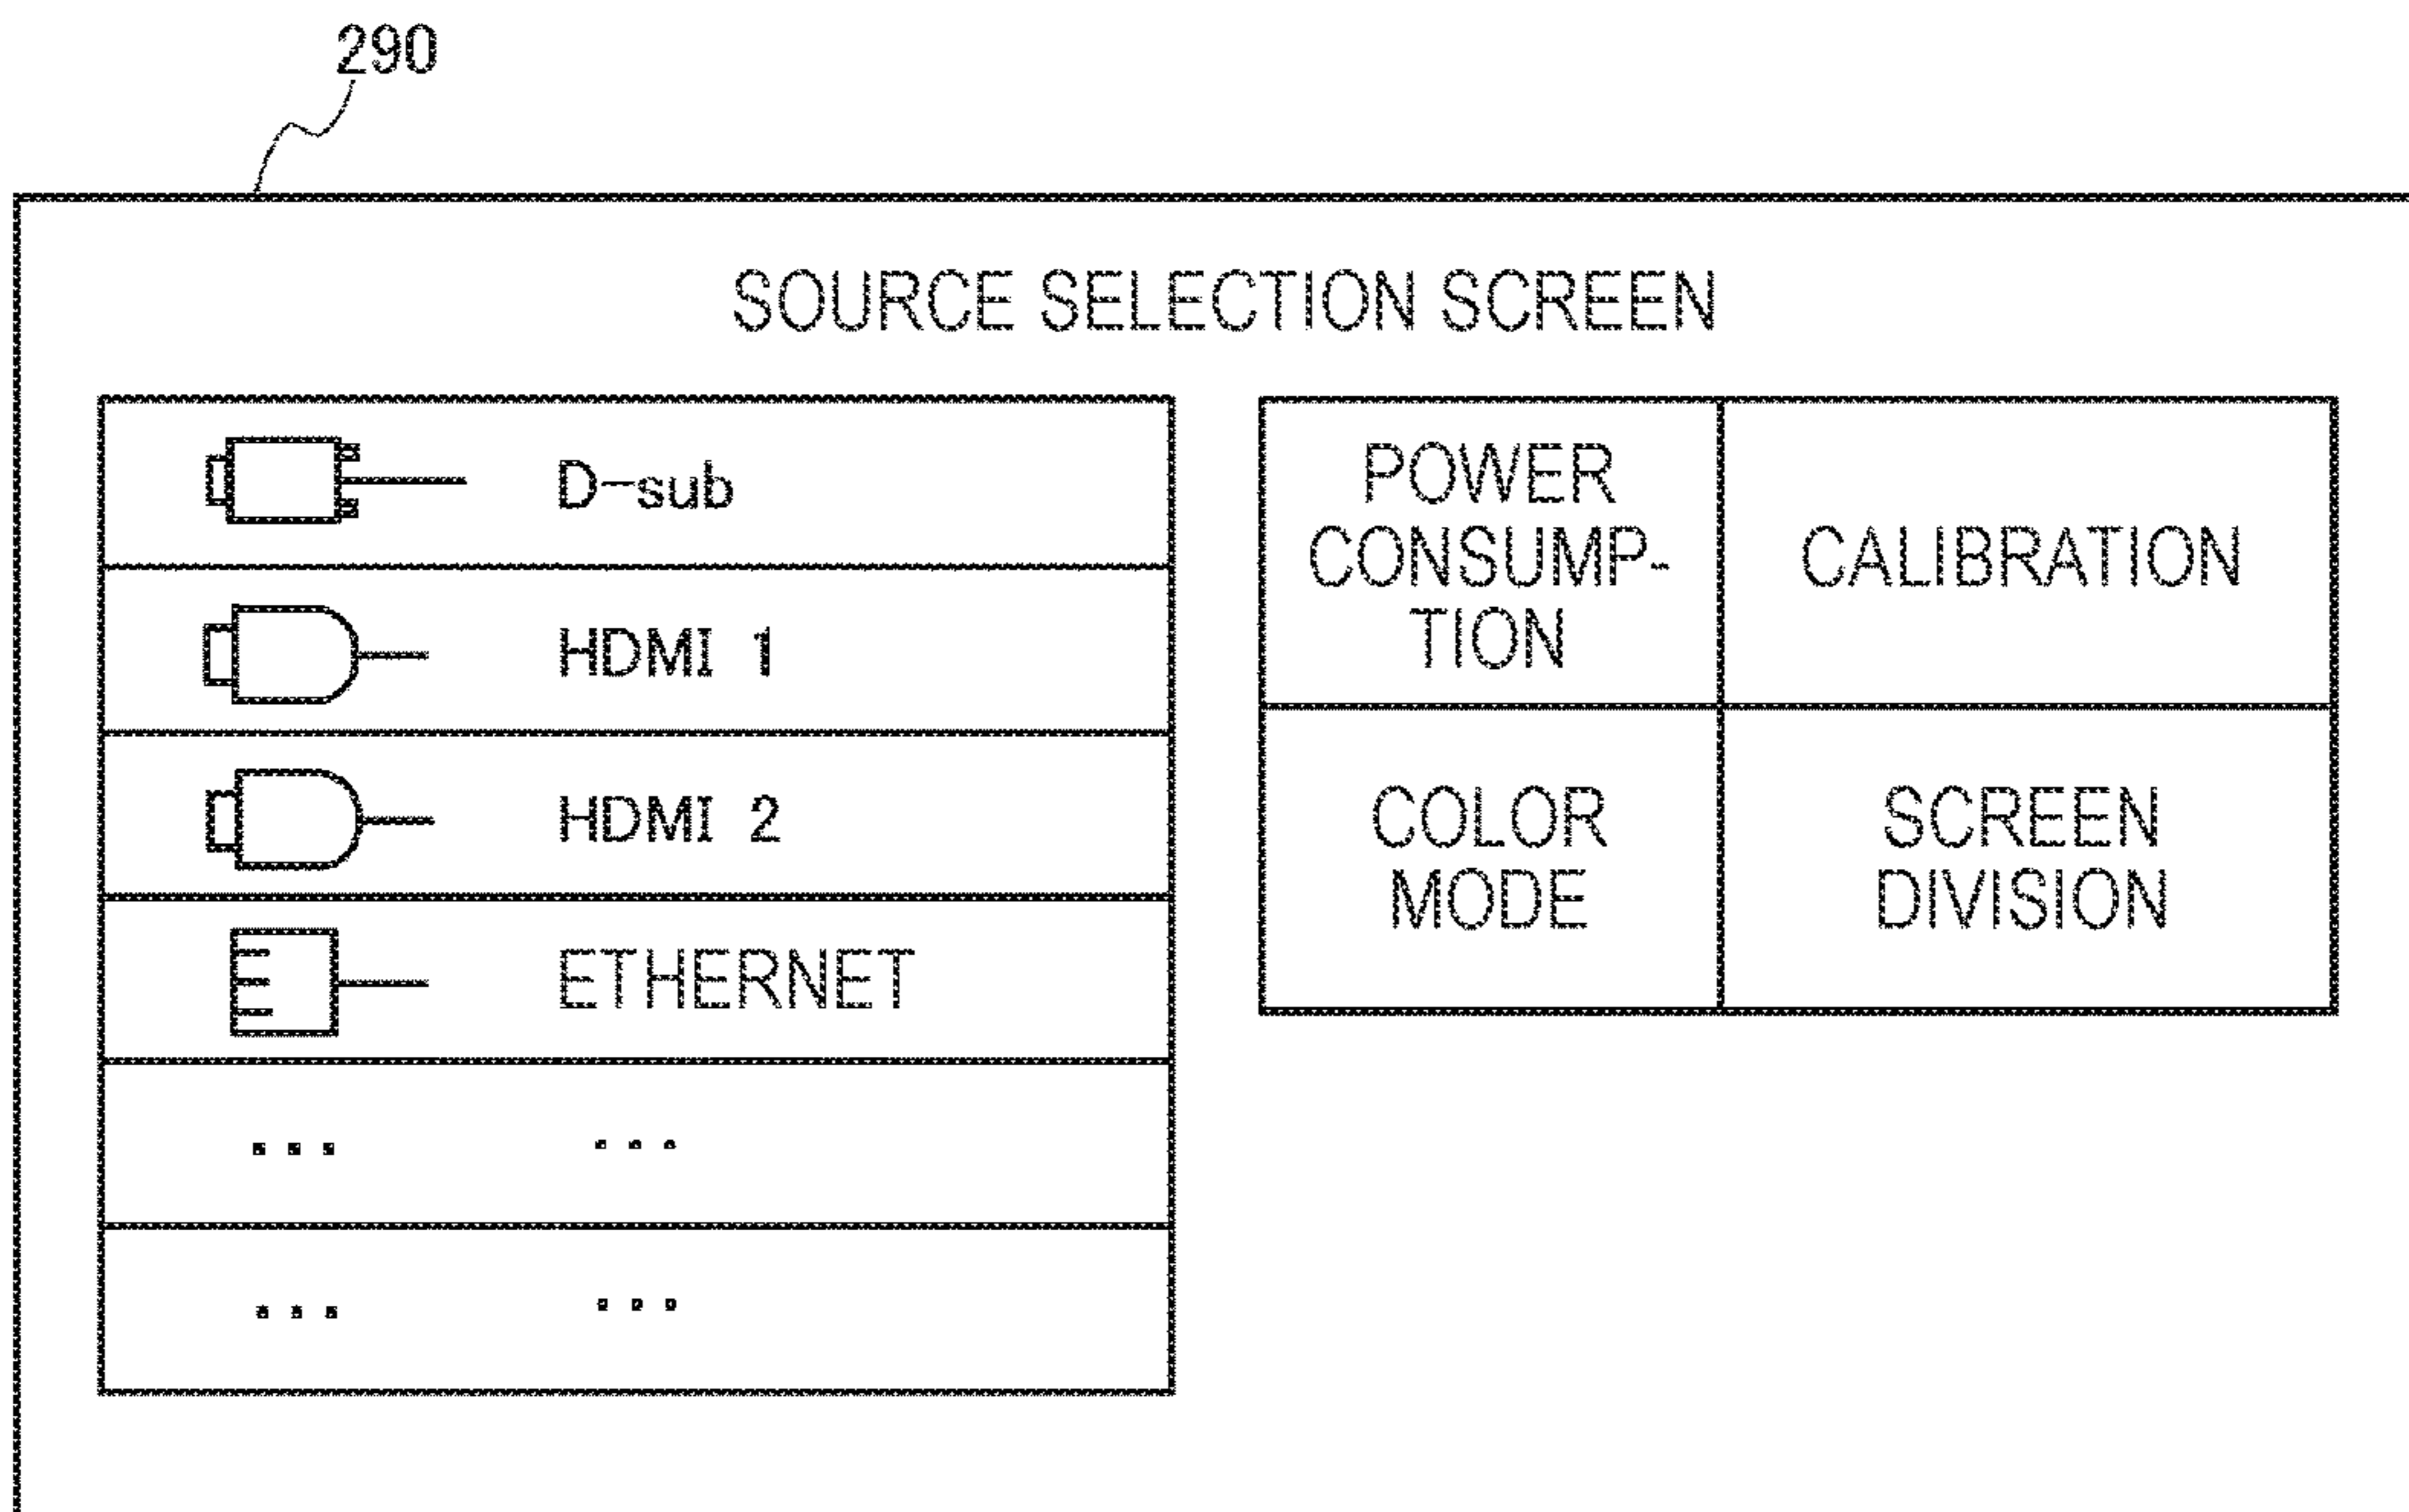 290
SOURCE SELECTION SCREEN
D-sub
HDMI 1
HDMI 2
ETHERNET
... ...
... ...
POWER
CONSUMP-
TION
CALIBRATION
COLOR
MODE
SCREEN
DIVISION